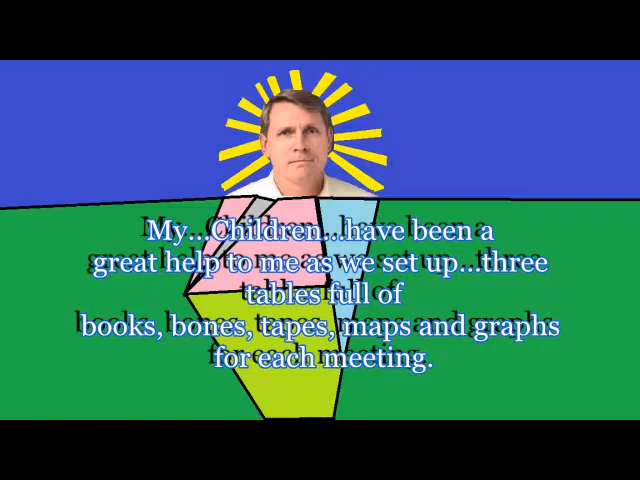 My...Children...have been a
great help to me as we set up...three
tables full of
books, bones, tapes, maps and graphs
for each meeting.